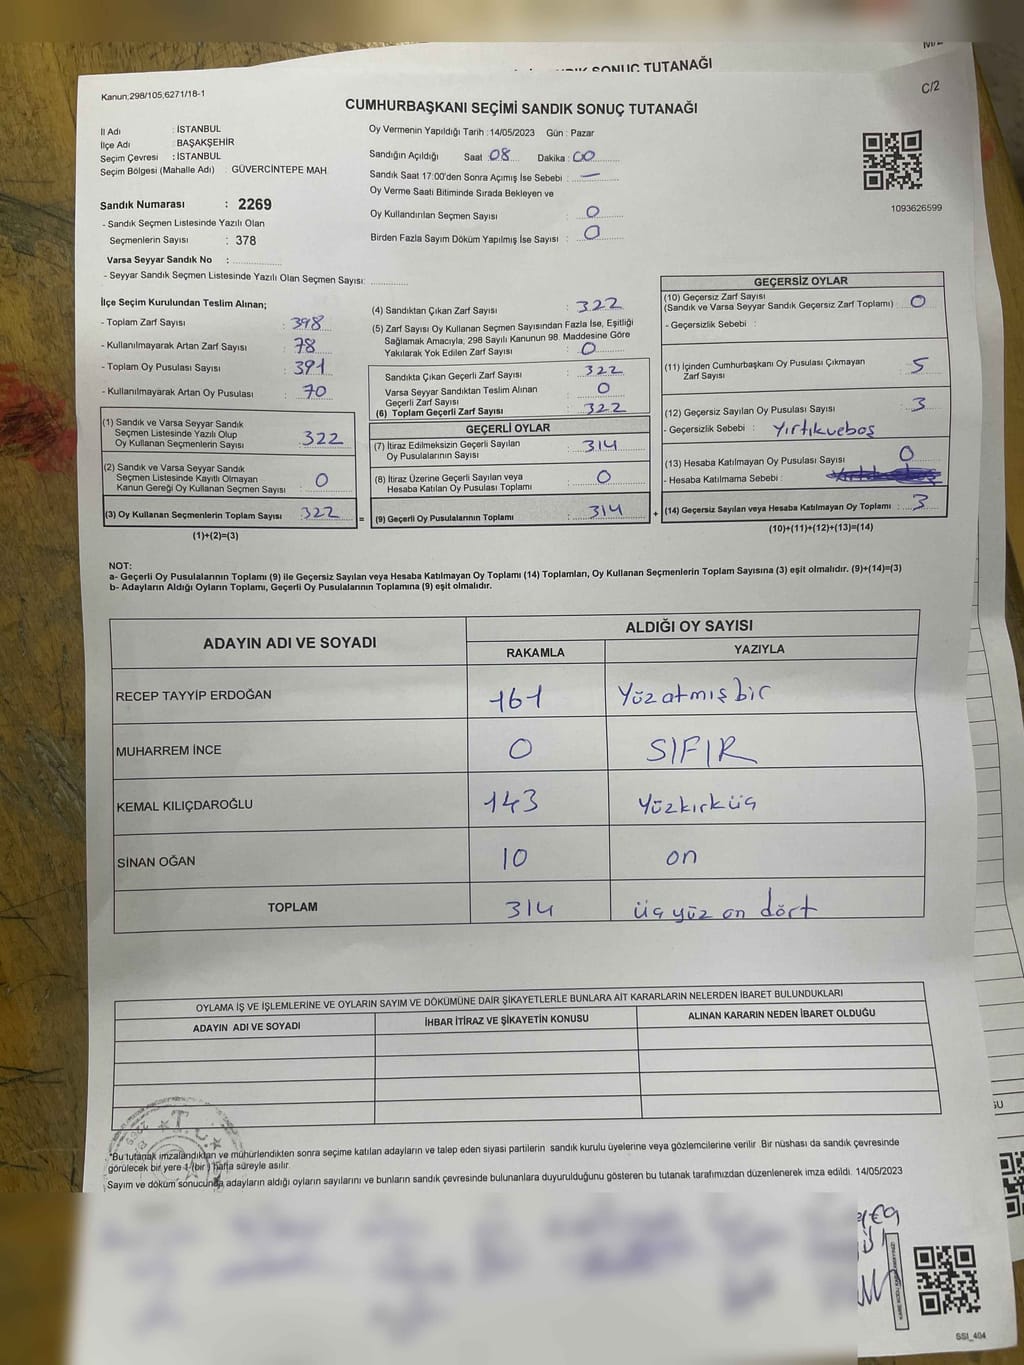 SONUÇ TUTANAĞI
C/2
Kanun;298/105,6271/18-1
CUMHURBAŞKANI SEÇİMİ SANDIK SONUÇ TUTANAĞI
İl Adı : İSTANBUL
İlçe Adı : BAŞAKŞEHİR
Seçim Çevresi : İSTANBUL
Seçim Bölgesi (Mahalle Adı) : GÜVERCİNTEPE MAH
Sandık Numarası : 2269
- Sandık Seçmen Listesinde Yazılı Olan
Seçmenlerin Sayısı : 378
Varsa Seyyar Sandık No :
- Seyyar Sandık Seçmen Listesinde Yazılı Olan Seçmen Sayısı:
Oy Vermenin Yapıldığı Tarih : 14/05/2023 Gün : Pazar
Sandığın Açıldığı Saat : 08 Dakika : 00
Sandık Saat 17:00'den Sonra Açımış İse Sebebi : —
Oy Verme Saati Bitiminde Sırada Bekleyen ve
Oy Kullandırılan Seçmen Sayısı : 0
Birden Fazla Sayım Döküm Yapılmış İse Sayısı : 0
1093626599
İlçe Seçim Kurulundan Teslim Alınan;
- Toplam Zarf Sayısı : 398
- Kullanılmayarak Artan Zarf Sayısı : 78
- Toplam Oy Pusulası Sayısı : 391
- Kullanılmayarak Artan Oy Pusulası : 70
(1) Sandık ve Varsa Seyyar Sandık
Seçmen Listesinde Yazılı Olup
Oy Kullanan Seçmenlerin Sayısı : 322
(2) Sandık ve Varsa Seyyar Sandık
Seçmen Listesinde Kayıtlı Olmayan
Kanun Gereği Oy Kullanan Seçmen Sayısı : 0
(3) Oy Kullanan Seçmenlerin Toplam Sayısı : 322
(1)+(2)=(3)
(4) Sandıktan Çıkan Zarf Sayısı : 322
(5) Zarf Sayısı Oy Kullanan Seçmen Sayısından Fazla İse, Eşitliği
Sağlamak Amacıyla, 298 Sayılı Kanunun 98. Maddesine Göre
Yakılarak Yok Edilen Zarf Sayısı : 0
Sandıkta Çıkan Geçerli Zarf Sayısı : 322
Varsa Seyyar Sandıktan Teslim Alınan
Geçerli Zarf Sayısı : 0
(6) Toplam Geçerli Zarf Sayısı : 322
GEÇERLİ OYLAR
(7) İtiraz Edilmeksizin Geçerli Sayılan
Oy Pusulalarının Sayısı : 314
(8) İtiraz Üzerine Geçerli Sayılan veya
Hesaba Katılan Oy Pusulası Toplamı : 0
= (9) Geçerli Oy Pusulalarının Toplamı : 314 +
GEÇERSİZ OYLAR
(10) Geçersiz Zarf Sayısı
(Sandık ve Varsa Seyyar Sandık Geçersiz Zarf Toplamı) : 0
- Geçersizlik Sebebi :
(11) İçinden Cumhurbaşkanı Oy Pusulası Çıkmayan
Zarf Sayısı : 5
(12) Geçersiz Sayılan Oy Pusulası Sayısı : 3
- Geçersizlik Sebebi : Yırtıkveboş
(13) Hesaba Katılmayan Oy Pusulası Sayısı : 0
- Hesaba Katılmama Sebebi :
(14) Geçersiz Sayılan veya Hesaba Katılmayan Oy Toplamı : 3
(10)+(11)+(12)+(13)=(14)
NOT:
a- Geçerli Oy Pusulalarının Toplamı (9) ile Geçersiz Sayılan veya Hesaba Katılmayan Oy Toplamı (14) Toplamları, Oy Kullanan Seçmenlerin Toplam Sayısına (3) eşit olmalıdır. (9)+(14)=(3)
b- Adayların Aldığı Oyların Toplamı, Geçerli Oy Pusulalarının Toplamına (9) eşit olmalıdır.
ADAYIN ADI VE SOYADI
ALDIĞI OY SAYISI
RAKAMLA YAZIYLA
RECEP TAYYİP ERDOĞAN 161 Yüzatmışbir
MUHARREM İNCE 0 SIFIR
KEMAL KILIÇDAROĞLU 143 Yüzkırküç
SİNAN OĞAN 10 on
TOPLAM 314 üç yüz on dört
OYLAMA İŞ VE İŞLEMLERİNE VE OYLARIN SAYIM VE DÖKÜMÜNE DAİR ŞİKAYETLERLE BUNLARA AİT KARARLARIN NELERDEN İBARET BULUNDUKLARI
ADAYIN ADI VE SOYADI İHBAR İTİRAZ VE ŞİKAYETİN KONUSU ALINAN KARARIN NEDEN İBARET OLDUĞU
T.C.
*Bu tutanak imzalandıktan ve mühürlendikten sonra seçime katılan adayların ve talep eden siyasi partilerin sandık kurulu üyelerine veya gözlemcilerine verilir. Bir nüshası da sandık çevresinde
görülecek bir yere 1 (bir) hafta süreyle asılır.
Sayım ve döküm sonucunda adayların aldığı oyların sayılarını ve bunların sandık çevresinde bulunanlara duyurulduğunu gösteren bu tutanak tarafımızdan düzenlenerek imza edildi. 14/05/2023
SSI_404